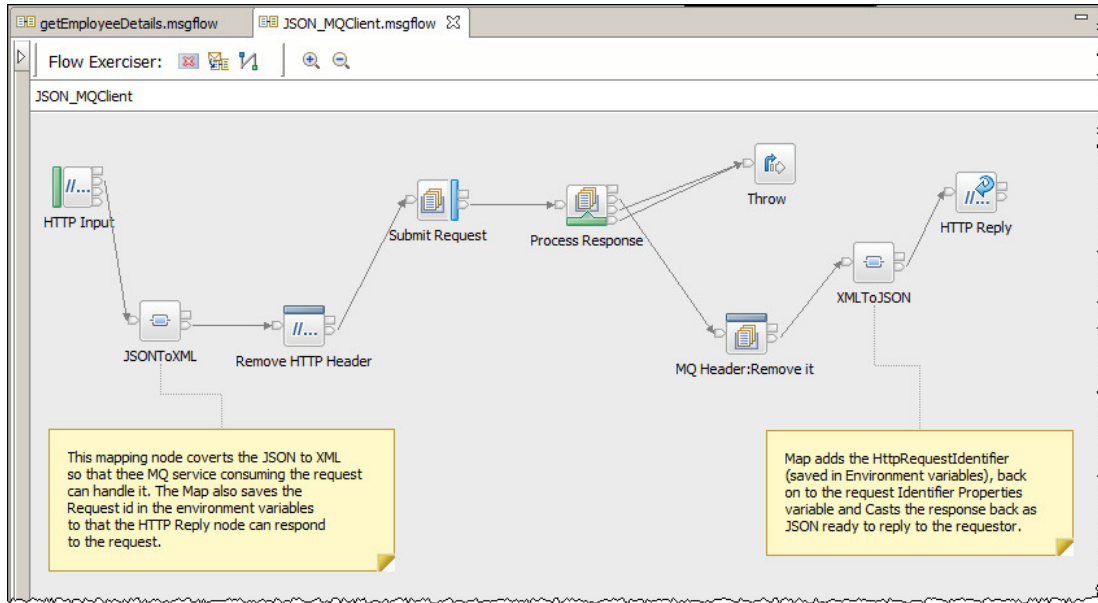 getEmployeeDetails.msgflow
JSON_MQClient.msgflow
Flow Exerciser:
JSON_MQClient
//...
HTTP Input
Submit Request
Process Response
Throw
//...
HTTP Reply
JSONToXML
//...
Remove HTTP Header
MQ Header:Remove it
XMLToJSON
This mapping node coverts the JSON to XML
so that thee MQ service consuming the request
can handle it. The Map also saves the
Request id in the environment variables
to that the HTTP Reply node can respond
to the request.
Map adds the HttpRequestIdentifier
(saved in Environment variables), back
on to the request Identifier Properties
variable and Casts the response back as
JSON ready to reply to the requestor.